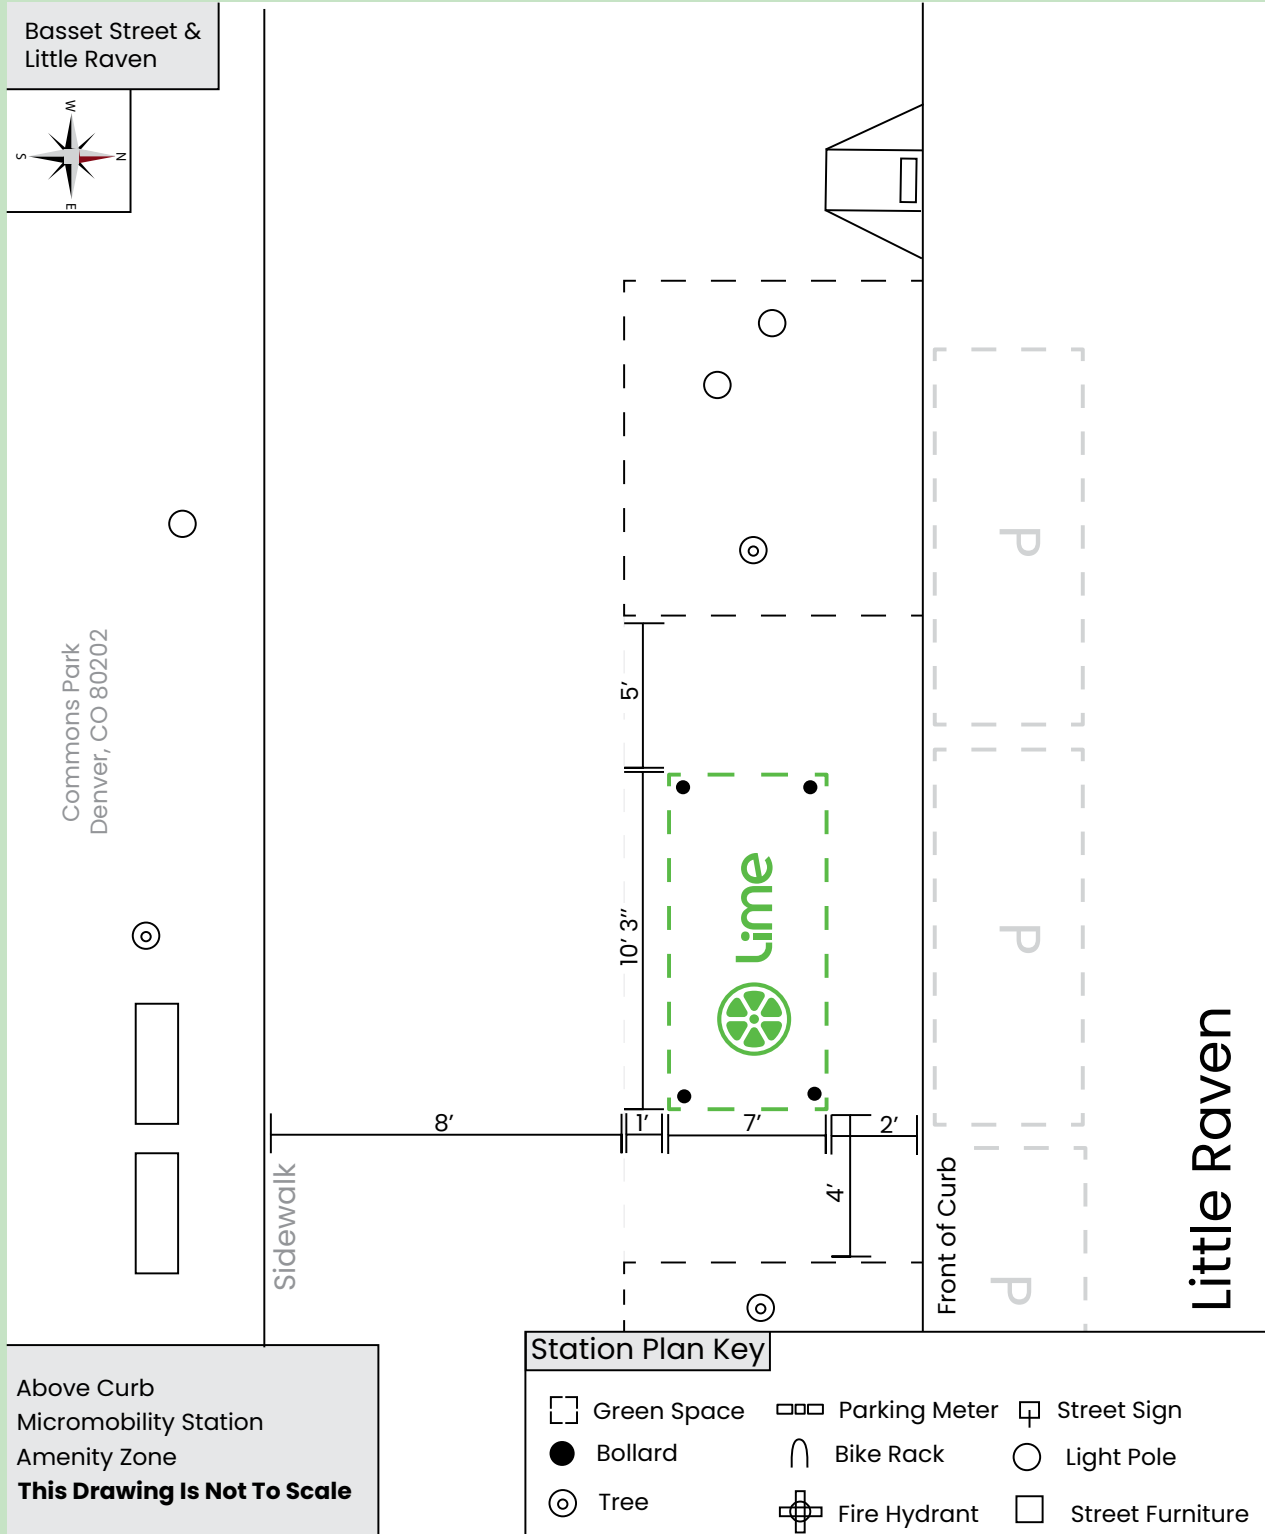 Basset Street &
Little Raven
W
S
N
E
Commons Park
Denver, CO 80202
5’
10’ 3”
Lime
P
P
P
8’
1’
7’
2’
4’
Sidewalk
Front of Curb
Little Raven
Above Curb
Micromobility Station
Amenity Zone
This Drawing Is Not To Scale
Station Plan Key
Green Space
Parking Meter
Street Sign
Bollard
Bike Rack
Light Pole
Tree
Fire Hydrant
Street Furniture